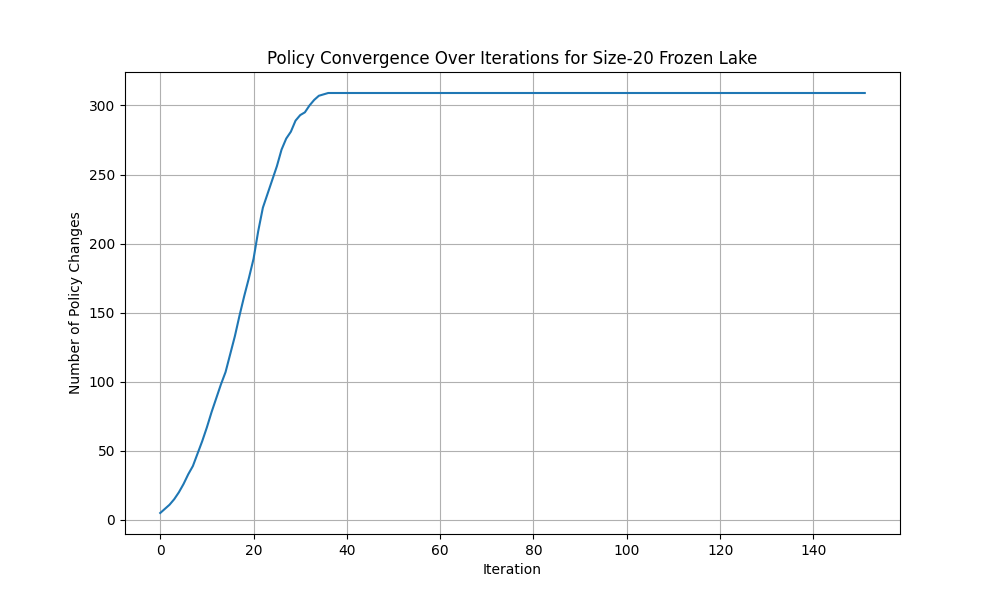 Policy Convergence Over Iterations for Size-20 Frozen Lake
Number of Policy Changes
300
250
200
150
100
50
0
0 20 40 60 80 100 120 140
Iteration